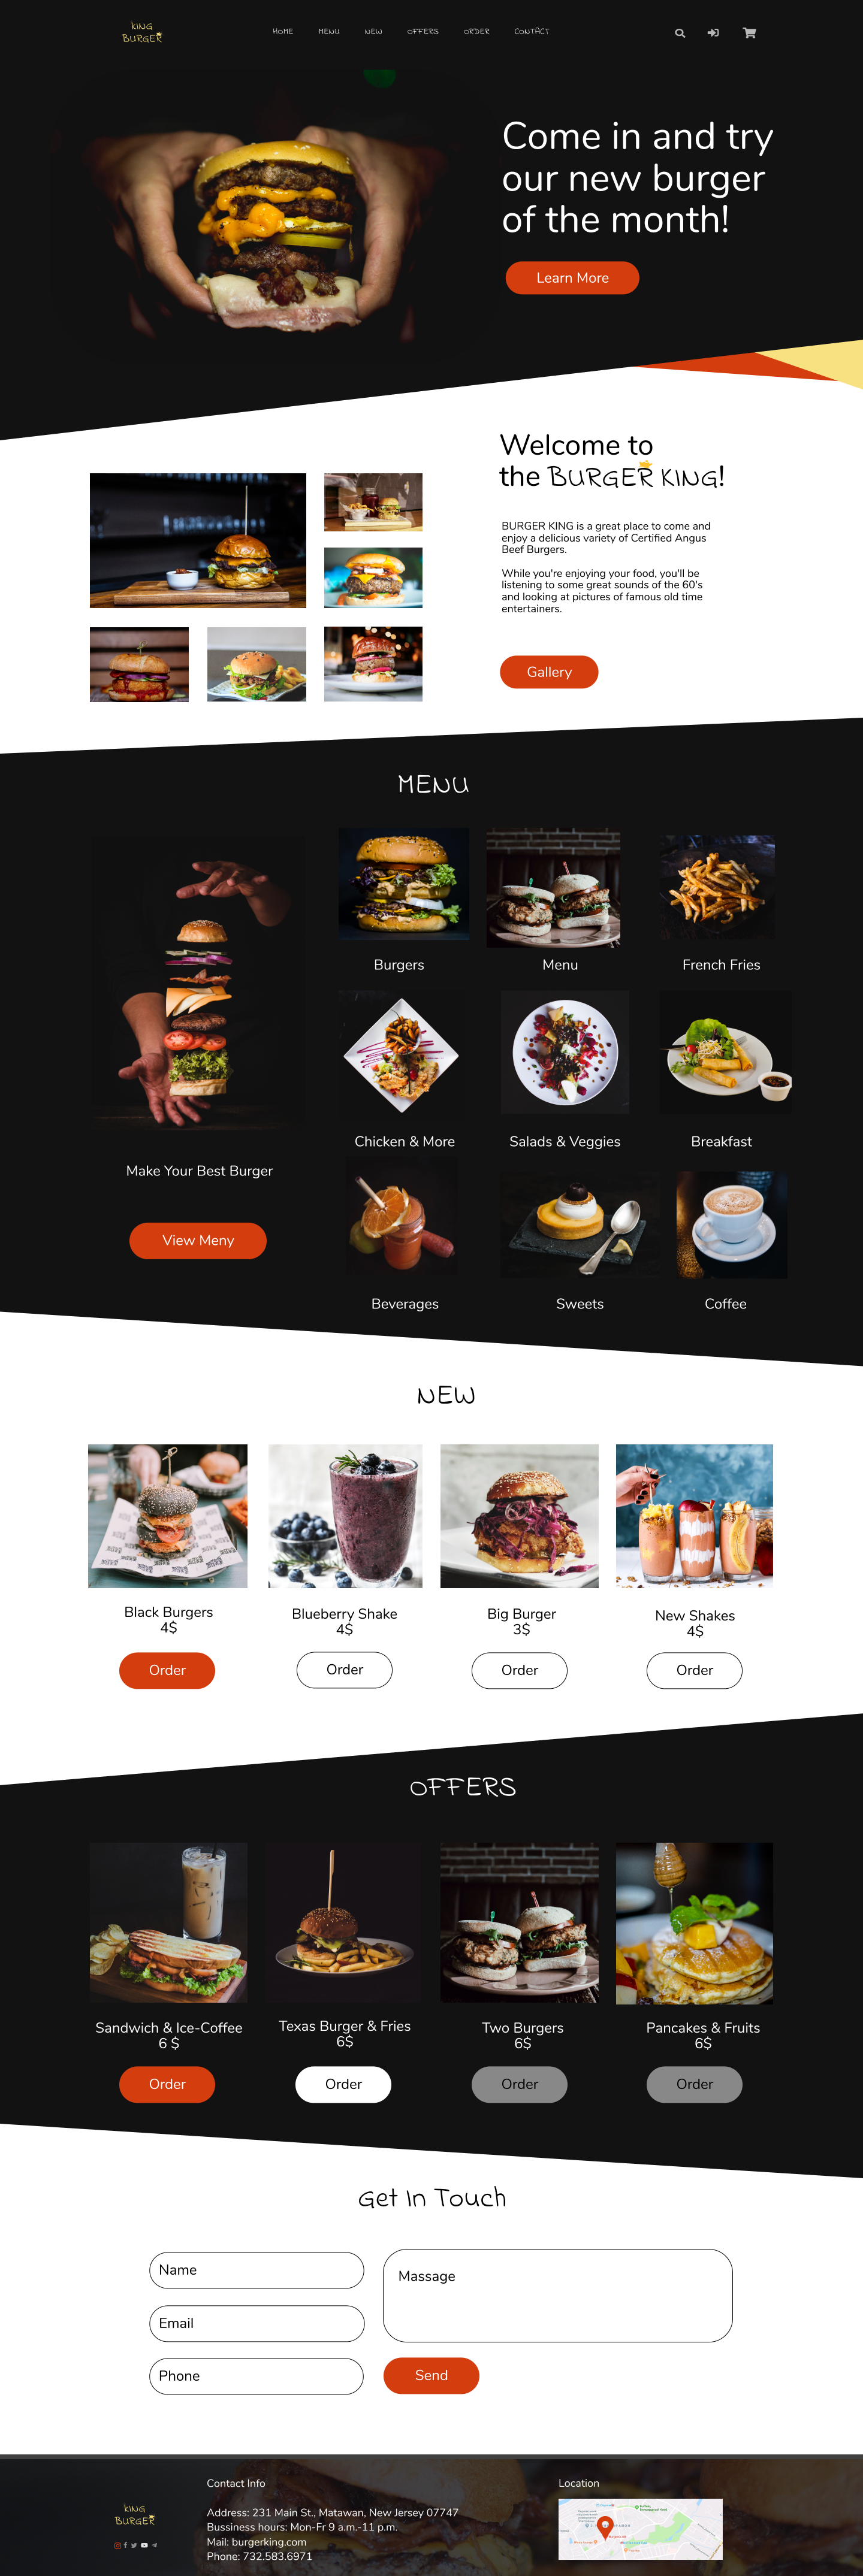 KING
BURGER
HOME
MENU
NEW
OFFERS
ORDER
CONTACT
Come in and try
our new burger
of the month!
Learn More
Welcome to
the BURGER KING!
BURGER KING is a great place to come and
enjoy a delicious variety of Certified Angus
Beef Burgers.
While you're enjoying your food, you'll be
listening to some great sounds of the 60's
and looking at pictures of famous old time
entertainers.
Gallery
MENU
Burgers
Menu
French Fries
Chicken & More
Salads & Veggies
Breakfast
Make Your Best Burger
View Meny
Beverages
Sweets
Coffee
NEW
Black Burgers
4$
Blueberry Shake
4$
Big Burger
3$
New Shakes
4$
Order
Order
Order
Order
OFFERS
Sandwich & Ice-Coffee
6 $
Texas Burger & Fries
6$
Two Burgers
6$
Pancakes & Fruits
6$
Order
Order
Order
Order
Get In Touch
Name
Massage
Email
Phone
Send
KING
BURGER
Contact Info
Address: 231 Main St., Matawan, New Jersey 07747
Bussiness hours: Mon-Fr 9 a.m.-11 p.m.
Mail: burgerking.com
Phone: 732.583.6971
Location